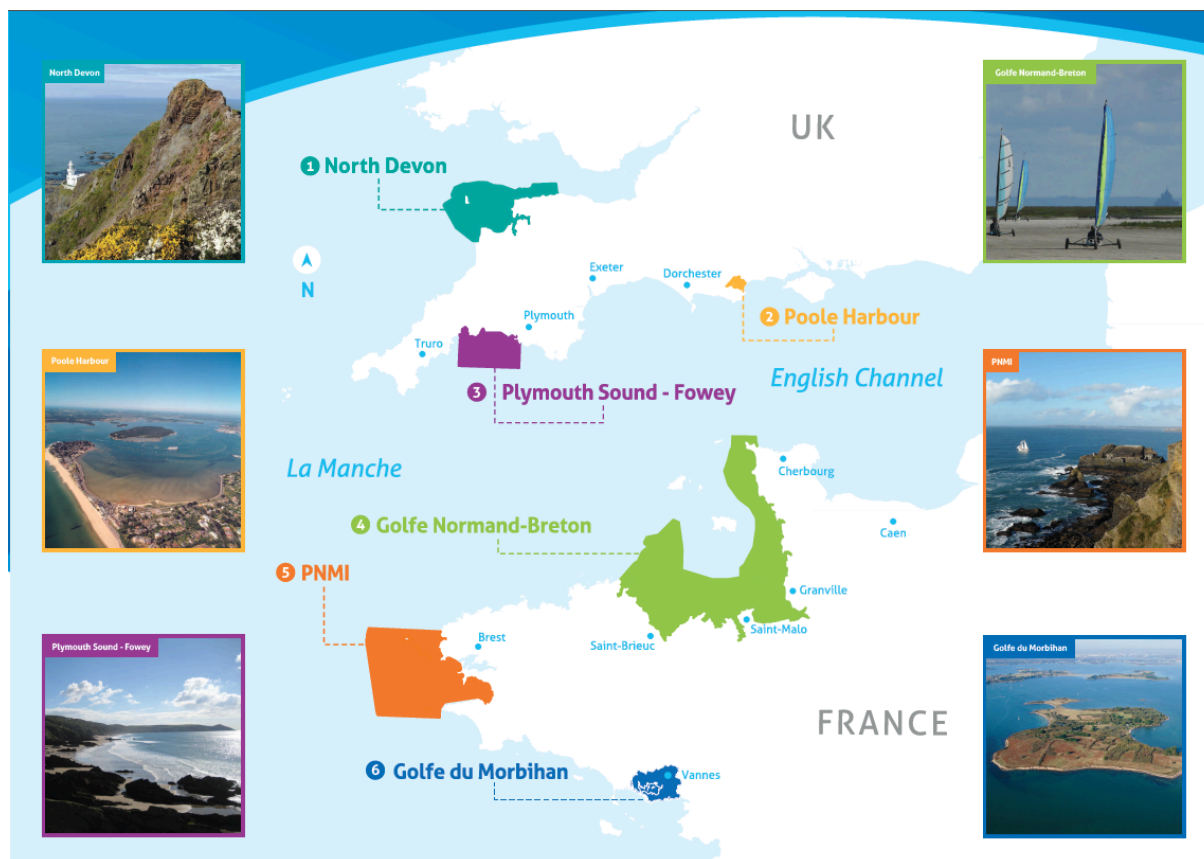 North Devon
Golfe Normand-Breton
UK
1 North Devon
N
Exeter
Dorchester
2 Poole Harbour
Plymouth
Truro
Poole Harbour
PNMI
English Channel
3 Plymouth Sound - Fowey
La Manche
Cherbourg
4 Golfe Normand-Breton
Caen
5 PNMI
Granville
Saint-Malo
Brest
Saint-Brieuc
Plymouth Sound - Fowey
Golfe du Morbihan
FRANCE
6 Golfe du Morbihan
Vannes